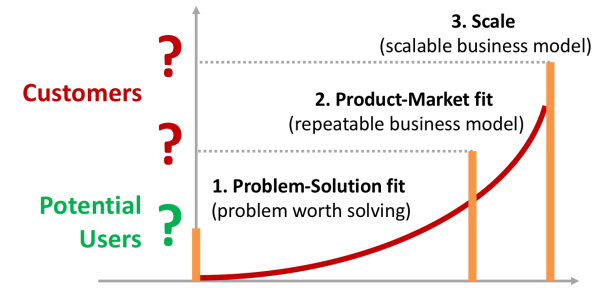 3. Scale
(scalable business model)
?
Customers
2. Product-Market fit
(repeatable business model)
?
1. Problem-Solution fit
(problem worth solving)
Potential
Users
?